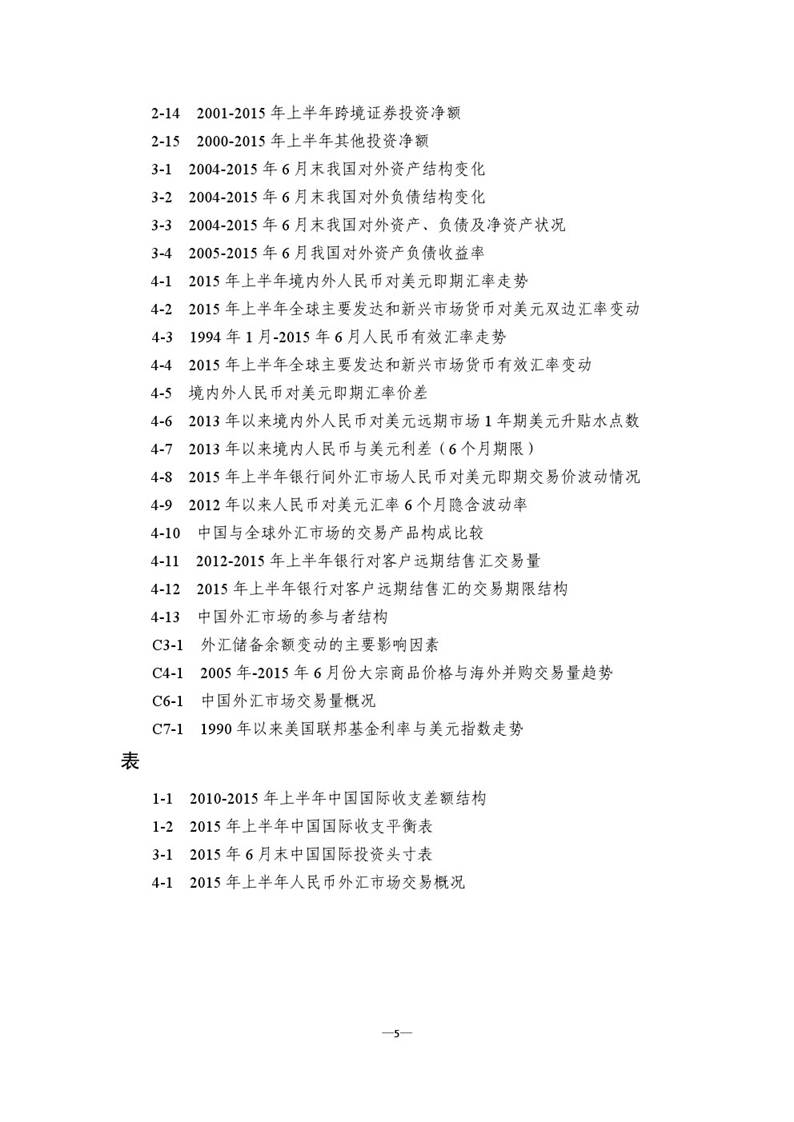 2-14 2001-2015 年上半年跨境证券投资净额
2-15 2000-2015 年上半年其他投资净额
3-1 2004-2015 年 6 月末我国对外资产结构变化
3-2 2004-2015 年 6 月末我国对外负债结构变化
3-3 2004-2015 年 6 月末我国对外资产、负债及净资产状况
3-4 2005-2015 年 6 月我国对外资产负债收益率
4-1 2015 年上半年境内外人民币对美元即期汇率走势
4-2 2015 年上半年全球主要发达和新兴市场货币对美元双边汇率变动
4-3 1994 年 1 月-2015 年 6 月人民币有效汇率走势
4-4 2015 年上半年全球主要发达和新兴市场货币有效汇率变动
4-5 境内外人民币对美元即期汇率价差
4-6 2013 年以来境内外人民币对美元远期市场 1 年期美元升贴水点数
4-7 2013 年以来境内人民币与美元利差（6 个月期限）
4-8 2015 年上半年银行间外汇市场人民币对美元即期交易价波动情况
4-9 2012 年以来人民币对美元汇率 6 个月隐含波动率
4-10 中国与全球外汇市场的交易产品构成比较
4-11 2012-2015 年上半年银行对客户远期结售汇交易量
4-12 2015 年上半年银行对客户远期结售汇的交易期限结构
4-13 中国外汇市场的参与者结构
C3-1 外汇储备余额变动的主要影响因素
C4-1 2005 年-2015 年 6 月份大宗商品价格与海外并购交易量趋势
C6-1 中国外汇市场交易量概况
C7-1 1990 年以来美国联邦基金利率与美元指数走势
表
1-1 2010-2015 年上半年中国国际收支差额结构
1-2 2015 年上半年中国国际收支平衡表
3-1 2015 年 6 月末中国国际投资头寸表
4-1 2015 年上半年人民币外汇市场交易概况
—5—